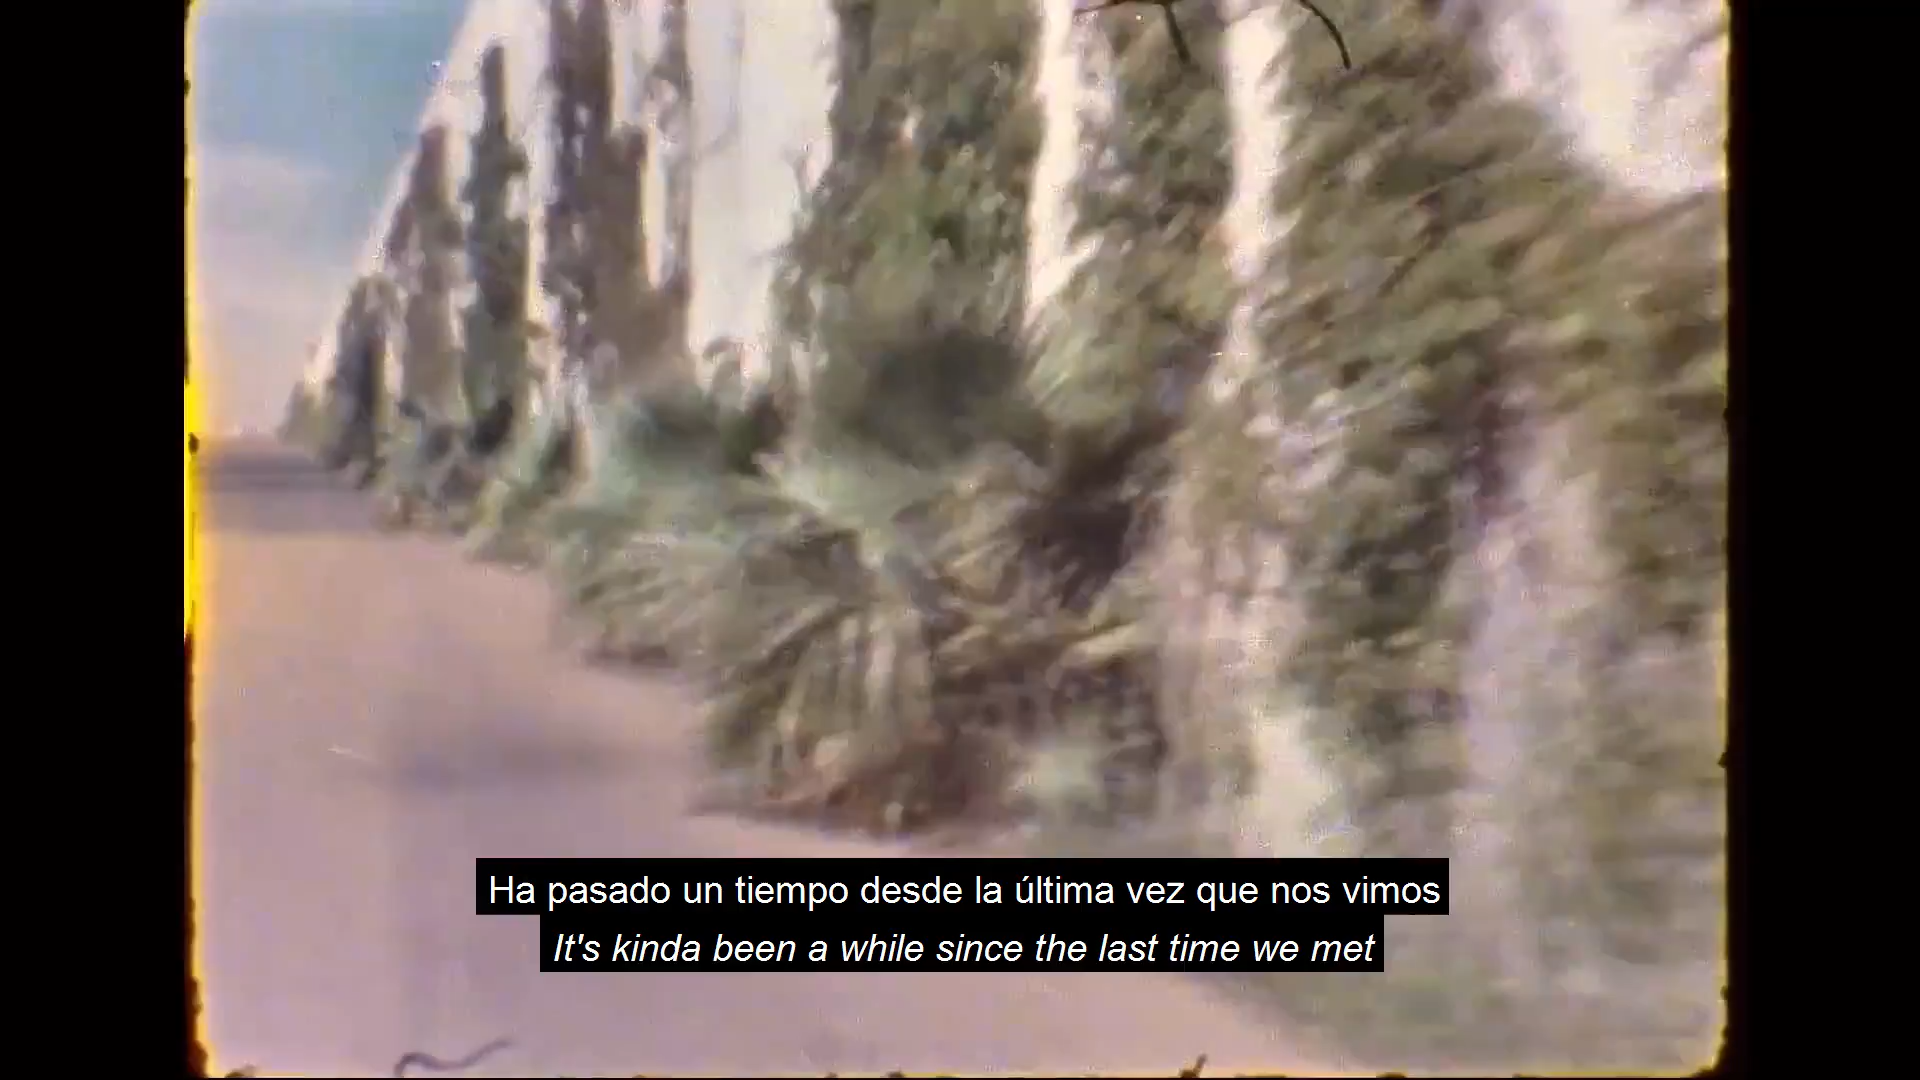 Ha pasado un tiempo desde la última vez que nos vimos
It's kinda been a while since the last time we met